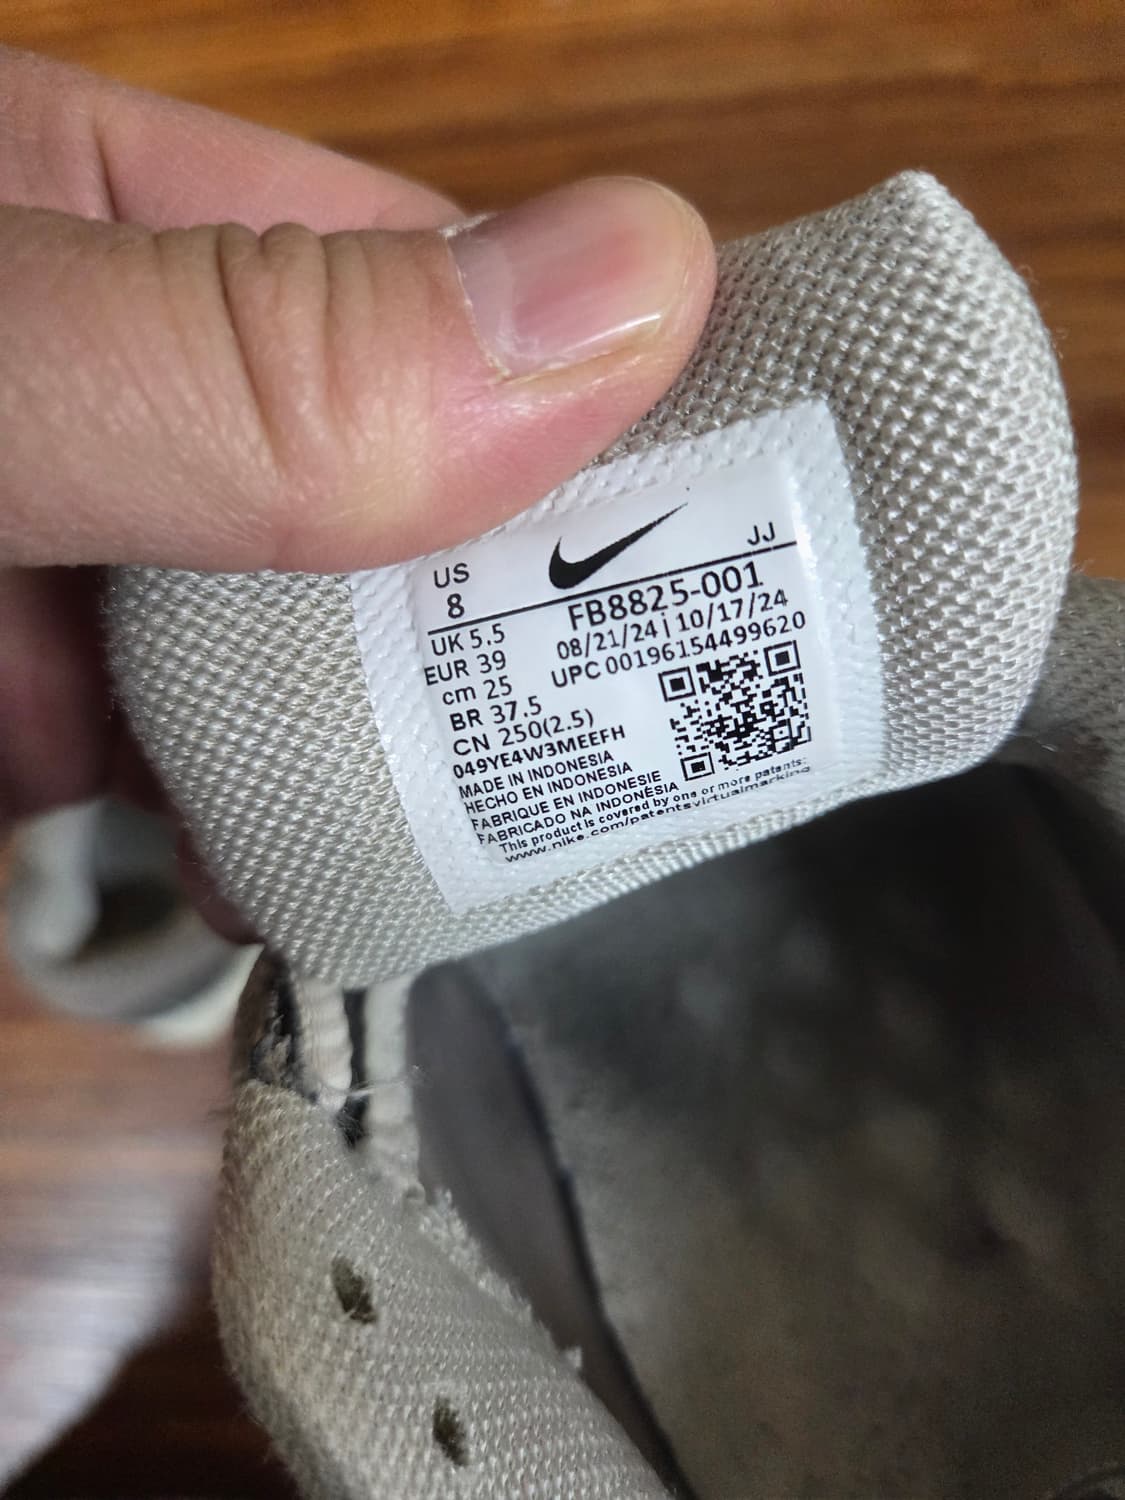 JJ
US
8
FB8825-001
UK 5.5
08/21/24 | 10/17/24
EUR 39
UPC 00196154499620
cm 25
BR 37.5
CN 250(2.5)
049YE4W3MEEFH
MADE IN INDONESIA
HECHO EN INDONESIA
FABRIQUE EN INDONESIE
FABRICADO NA INDONÉSIA
This product is covered by one or more patents:
www.nike.com/patentsvirtualmarking